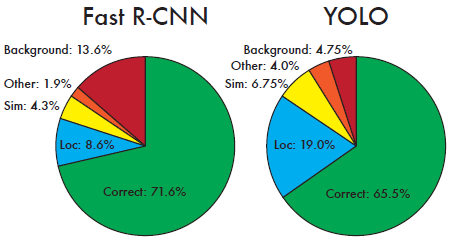 Fast R-CNN
Background: 13.6%
Other: 1.9%
Sim: 4.3%
Loc: 8.6%
Correct: 71.6%
YOLO
Background: 4.75%
Other: 4.0%
Sim: 6.75%
Loc: 19.0%
Correct: 65.5%